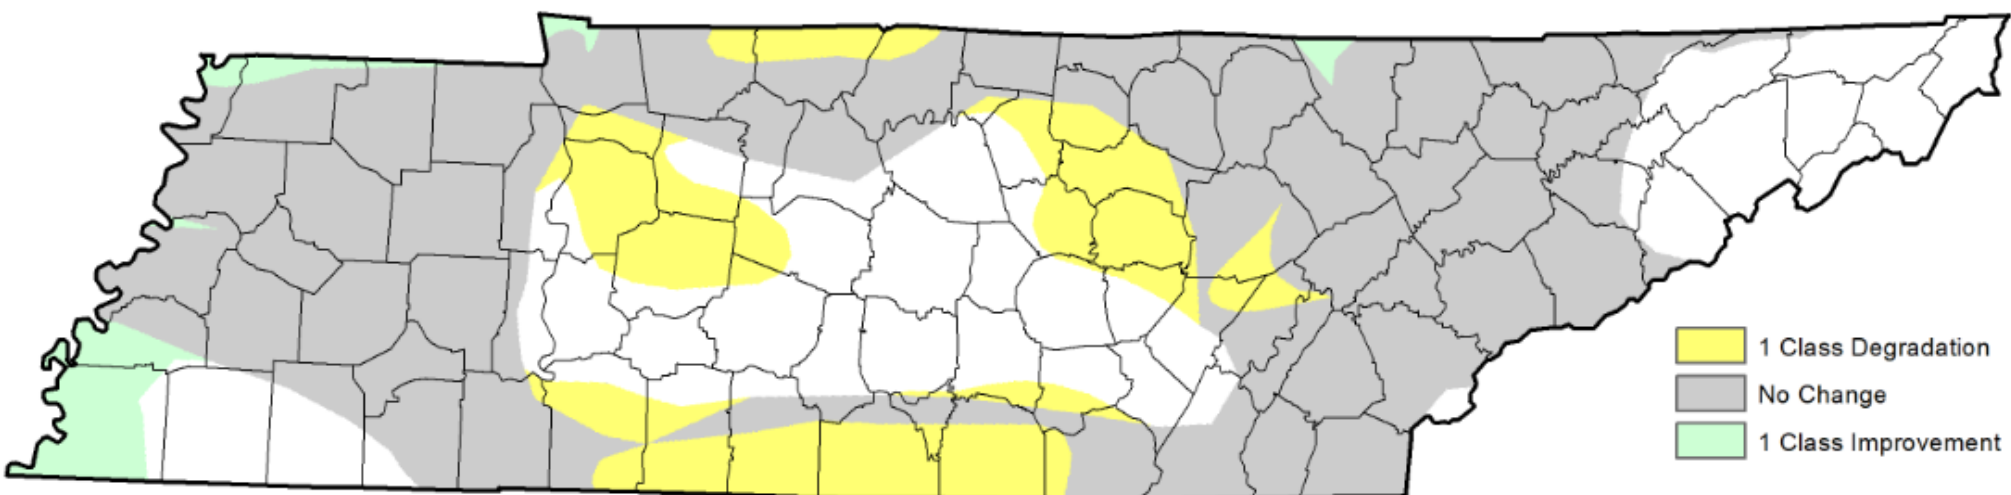 1 Class Degradation
No Change
1 Class Improvement